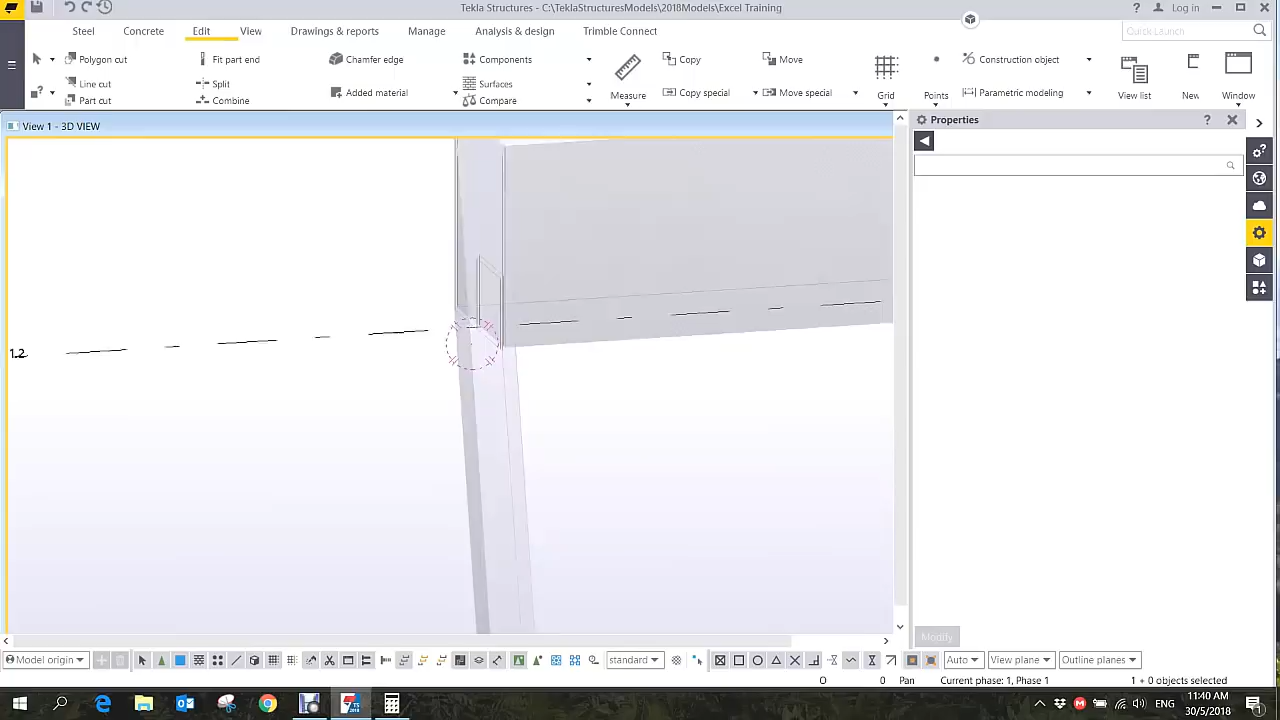 Tekla Structures - C:\TeklaStructuresModels\2018Models\Excel Training
? Log in
Steel Concrete Edit View Drawings & reports Manage Analysis & design Trimble Connect
Quick Launch
Polygon cut
Line cut
Part cut
Fit part end
Split
Combine
Chamfer edge
Added material
Components
Surfaces
Compare
Measure
Copy
Copy special
Move
Move special
Grid
Points
Construction object
Parametric modeling
View list
New
Window
View 1 - 3D VIEW
Properties
?
1.2
Modify
Model origin
standard
Auto
View plane
Outline planes
O 0 Pan Current phase: 1, Phase 1 1 + 0 objects selected
ENG
11:40 AM
30/5/2018